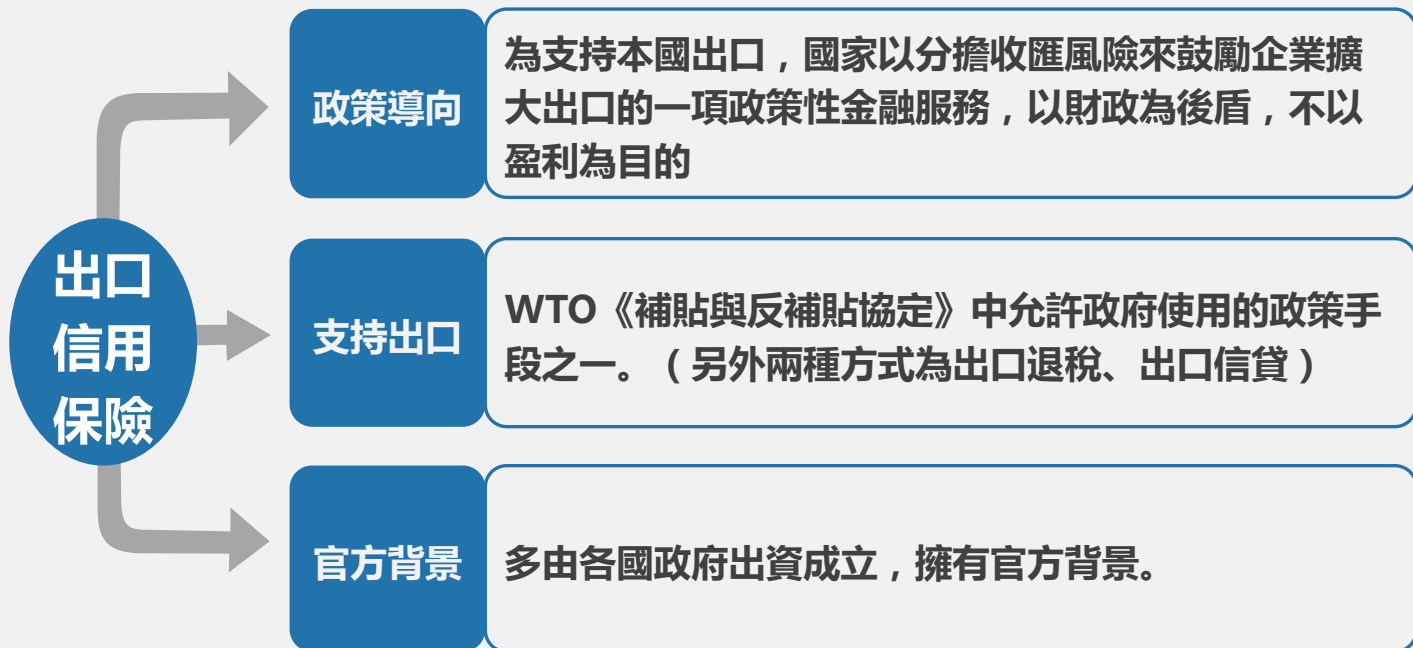 出口
信用
保險
政策導向
為支持本國出口，國家以分擔收匯風險來鼓勵企業擴
大出口的一項政策性金融服務，以財政為後盾，不以
盈利為目的
支持出口
WTO《補貼與反補貼協定》中允許政府使用的政策手
段之一。（另外兩種方式為出口退稅、出口信貸）
官方背景
多由各國政府出資成立，擁有官方背景。